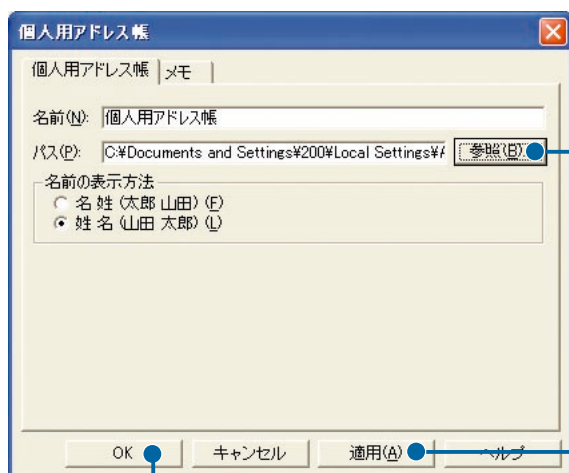 個人用アドレス帳
個人用アドレス帳 メモ
名前(N): 個人用アドレス帳
パス(P): C:¥Documents and Settings¥200¥Local Settings¥A 参照(B)
名前の表示方法
名 姓 (太郎 山田) (F)
姓 名 (山田 太郎) (L)
OK キャンセル 適用(A) ヘルプ